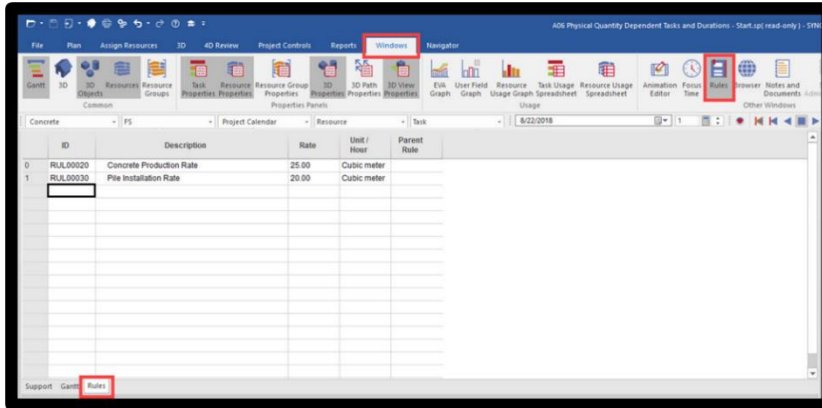 A06 Physical Quantity Dependent Tasks and Durations - Start.sp( read-only ) - SYN
File Plan Assign Resources 3D 4D Review Project Controls Reports Windows Navigator
Gantt 3D 3D Objects Resources Resource Groups Task Properties Resource Properties Resource Group Properties 3D Properties 3D Path Properties 3D View Properties EVA Graph User Field Graph Resource Usage Graph Task Usage Spreadsheet Resource Usage Spreadsheet Animation Editor Focus Time Rules Browser Notes and Documents
Common Properties Panels Usage Other Windows
Concrete FS Project Calendar Resource Task 8/22/2018 1
ID Description Rate Unit / Hour Parent Rule
0 RUL00020 Concrete Production Rate 25.00 Cubic meter
1 RUL00030 Pile Installation Rate 20.00 Cubic meter
Support Gantt Rules